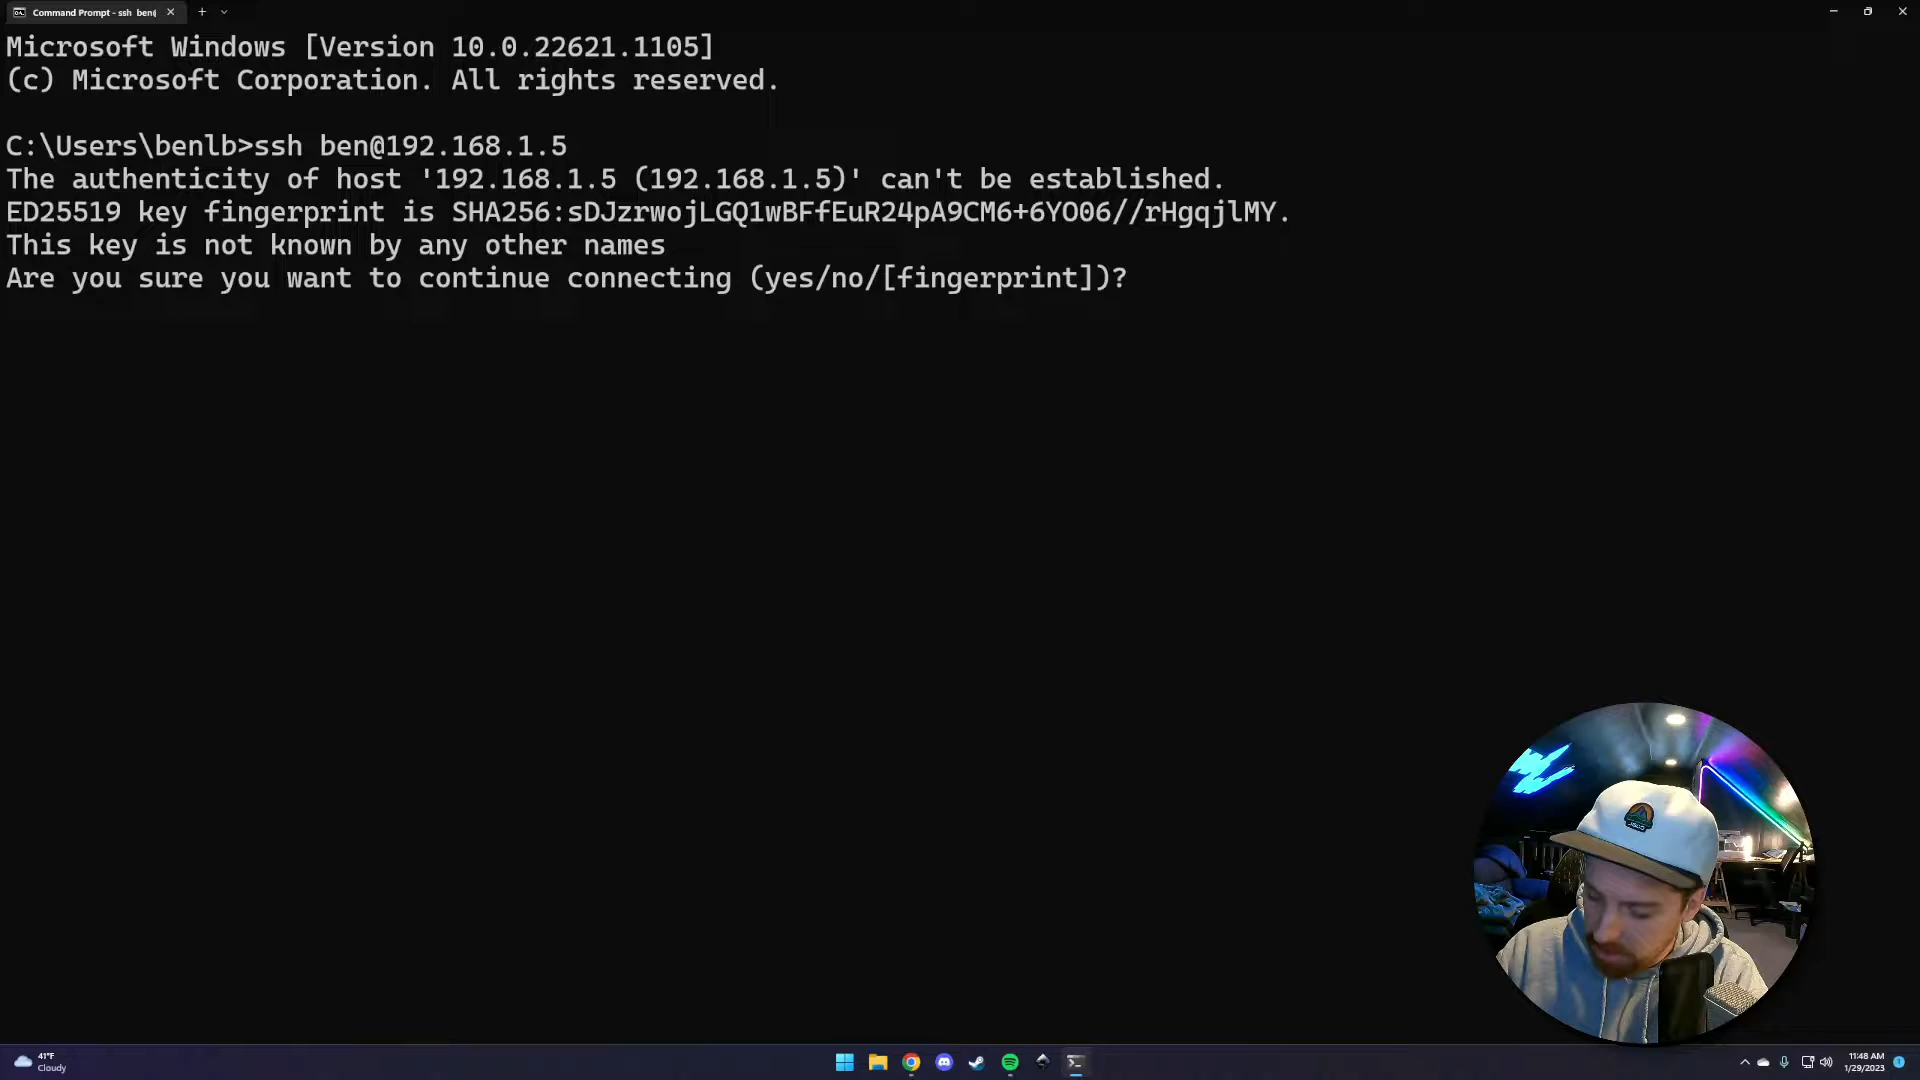 Command Prompt - ssh ben@
Microsoft Windows [Version 10.0.22621.1105]
(c) Microsoft Corporation. All rights reserved.
C:\Users\benlb>ssh ben@192.168.1.5
The authenticity of host '192.168.1.5 (192.168.1.5)' can't be established.
ED25519 key fingerprint is SHA256:sDJzrwojLGQ1wBFfEuR24pA9CM6+6YO06//rHgqjlMY.
This key is not known by any other names
Are you sure you want to continue connecting (yes/no/[fingerprint])?
41°F
Cloudy
11:48 AM
1/29/2023
1